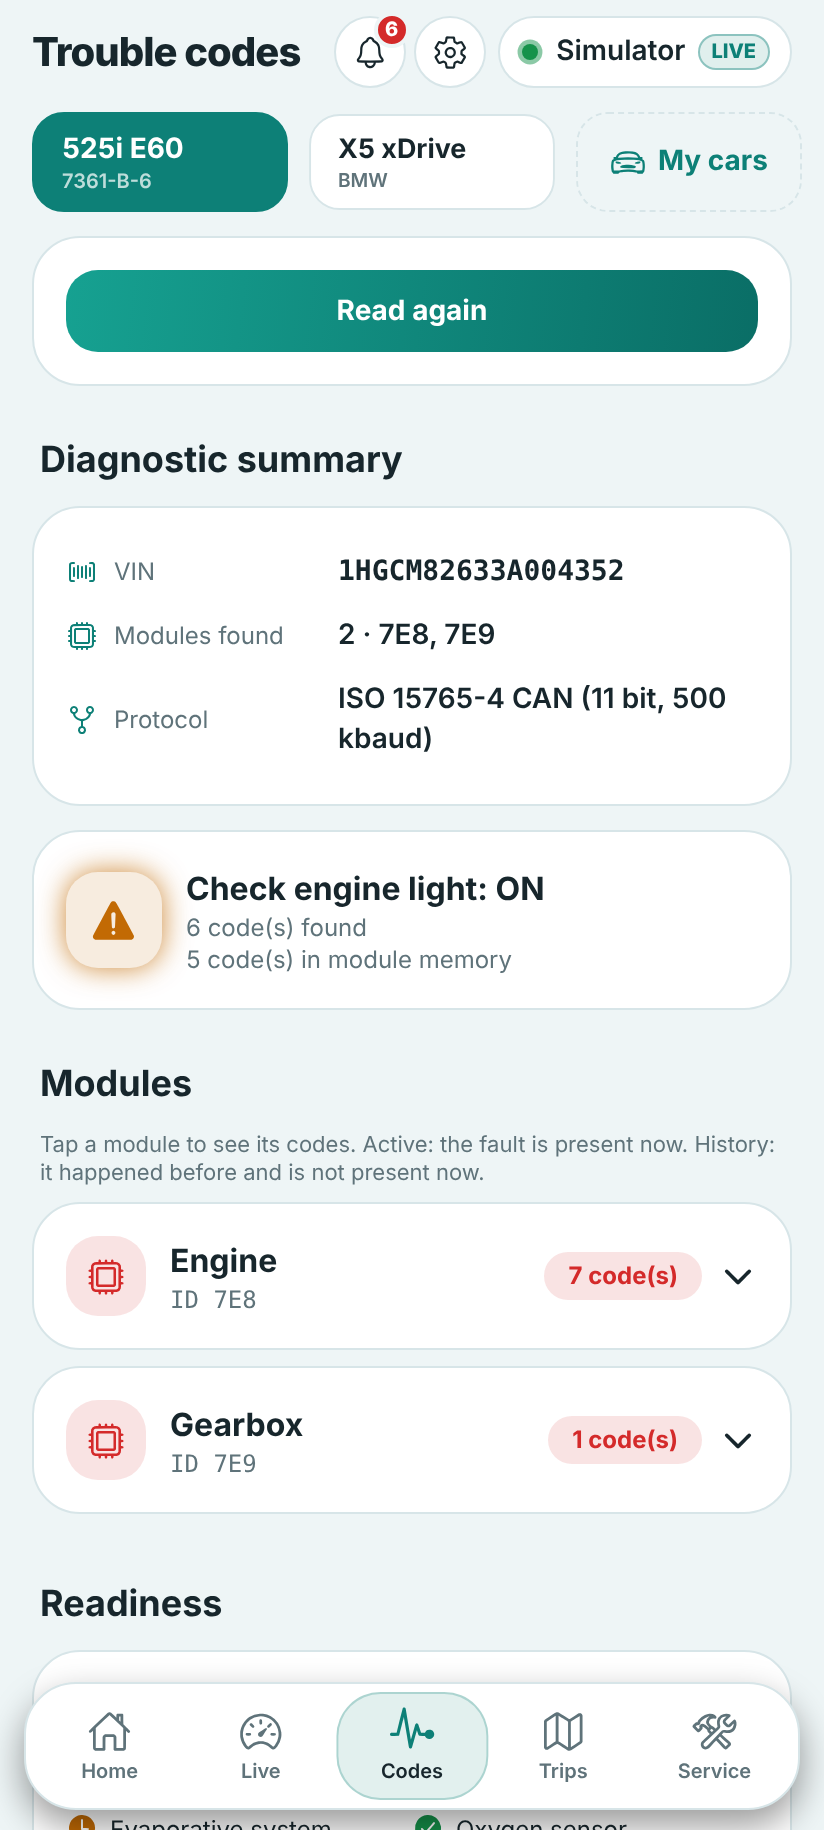 Trouble codes
6
Simulator
LIVE
525i E60
7361-B-6
X5 xDrive
BMW
My cars
Read again
Diagnostic summary
VIN
1HGCM82633A004352
Modules found
2 · 7E8, 7E9
Protocol
ISO 15765-4 CAN (11 bit, 500
kbaud)
Check engine light: ON
6 code(s) found
5 code(s) in module memory
Modules
Tap a module to see its codes. Active: the fault is present now. History:
it happened before and is not present now.
Engine
ID 7E8
7 code(s)
Gearbox
ID 7E9
1 code(s)
Readiness
Home
Live
Codes
Trips
Service
Evaporative system
Oxygen sensor